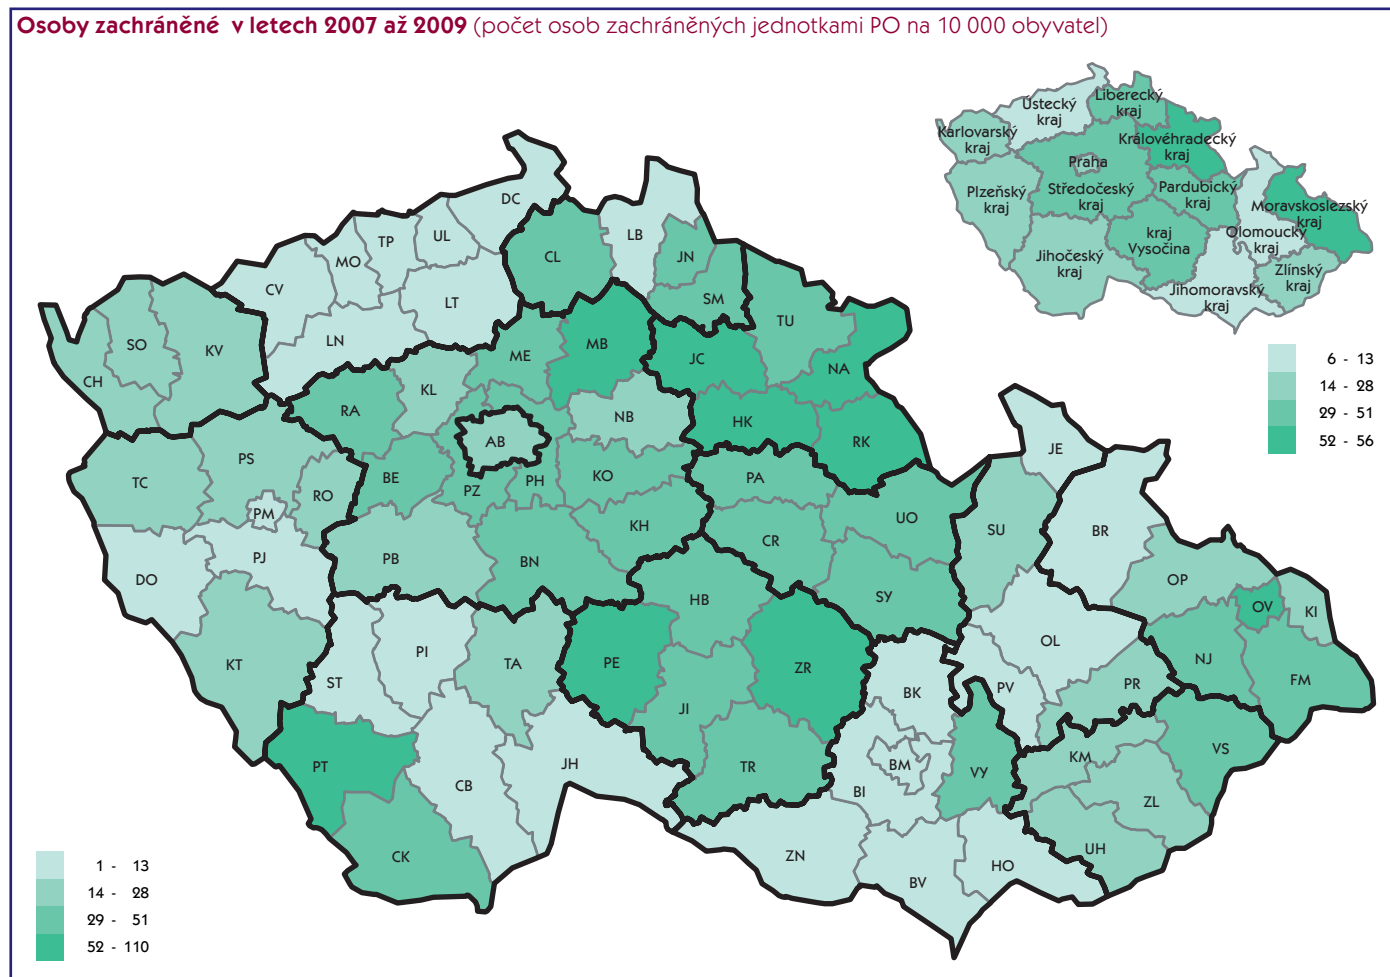 Osoby zachráněné v letech 2007 až 2009 (počet osob zachráněných jednotkami PO na 10 000 obyvatel)
Ústecký
kraj
Liberecký
kraj
Karlovarský
kraj
Královéhradecký
kraj
Praha
Plzeňský
kraj
Středočeský
kraj
Pardubický
kraj
Moravskoslezský
kraj
kraj
Vysočina
Olomoucký
kraj
Jihočeský
kraj
Zlínský
kraj
Jihomoravský
kraj
6 - 13
14 - 28
29 - 51
52 - 56
DC
UL
TP
LB
MO
CL
JN
CV
LT
SM
TU
LN
SO
KV
MB
ME
JC
NA
CH
KL
RA
NB
HK
RK
AB
PS
JE
TC
RO
BE
PZ
PH
KO
PA
PM
UO
KH
SU
BR
CR
PJ
PB
BN
DO
OP
HB
SY
OV
KI
PI
OL
KT
TA
PE
ZR
NJ
ST
BK
PV
PR
FM
JI
VS
PT
JH
TR
BM
VY
KM
CB
BI
ZL
CK
ZN
UH
HO
BV
1 - 13
14 - 28
29 - 51
52 - 110